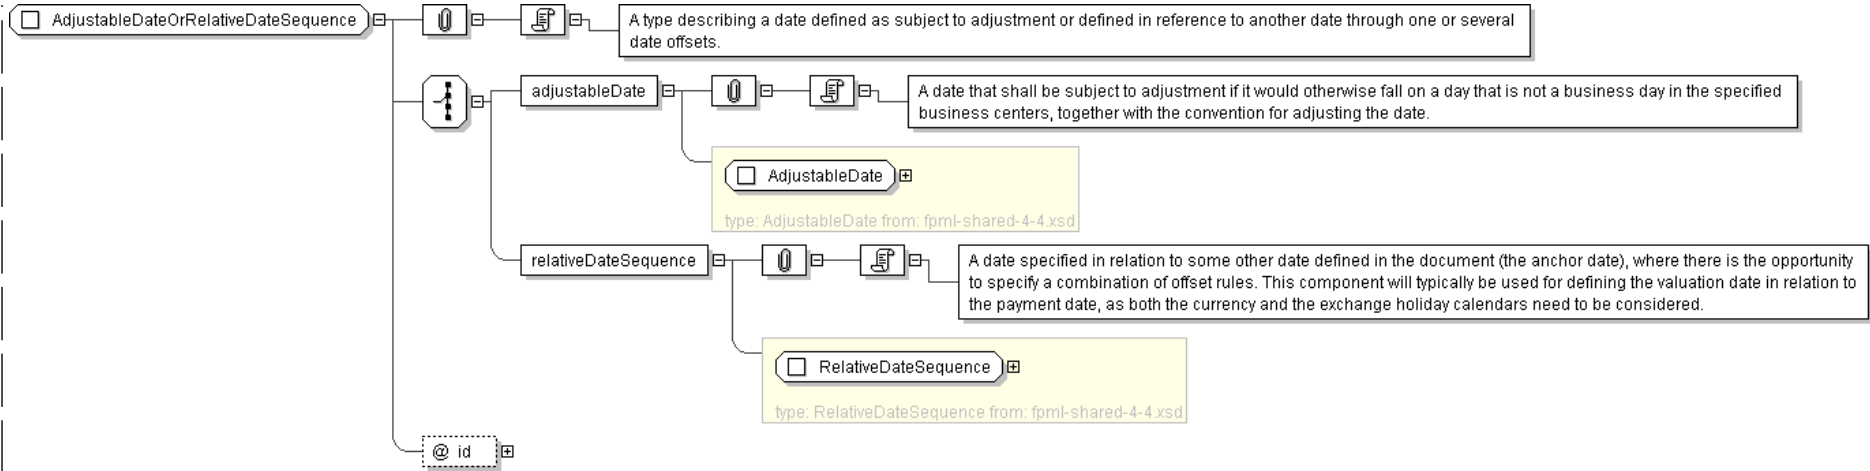 AdjustableDateOrRelativeDateSequence
A type describing a date defined as subject to adjustment or defined in reference to another date through one or several
date offsets.
adjustableDate
A date that shall be subject to adjustment if it would otherwise fall on a day that is not a business day in the specified
business centers, together with the convention for adjusting the date.
AdjustableDate
type: AdjustableDate from: fpml-shared-4-4.xsd
relativeDateSequence
A date specified in relation to some other date defined in the document (the anchor date), where there is the opportunity
to specify a combination of offset rules. This component will typically be used for defining the valuation date in relation to
the payment date, as both the currency and the exchange holiday calendars need to be considered.
RelativeDateSequence
type: RelativeDateSequence from: fpml-shared-4-4.xsd
@ id